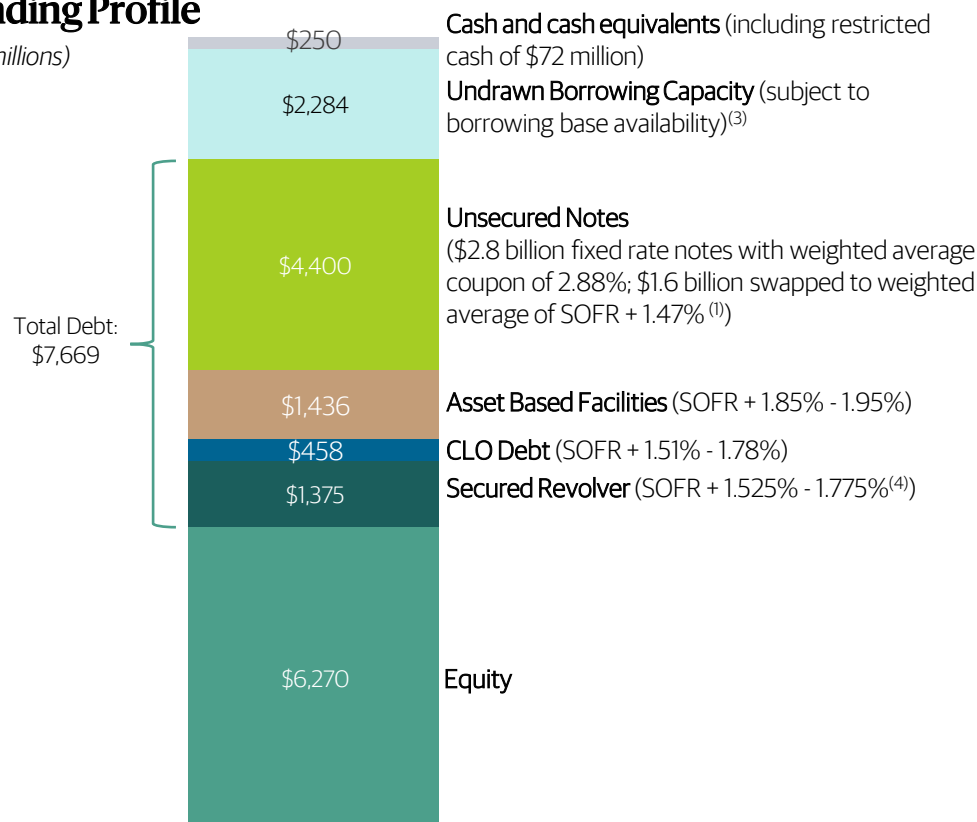 nding Profile
millions)
$250
Cash and cash equivalents (including restricted
cash of $72 million)
$2,284
Undrawn Borrowing Capacity (subject to
borrowing base availability)(3)
Unsecured Notes
($2.8 billion fixed rate notes with weighted average
coupon of 2.88%; $1.6 billion swapped to weighted
average of SOFR + 1.47% (1))
$4,400
Total Debt:
$7,669
$1,436
Asset Based Facilities (SOFR + 1.85% - 1.95%)
$458
CLO Debt (SOFR + 1.51% - 1.78%)
$1,375
Secured Revolver (SOFR + 1.525% - 1.775%(4))
$6,270
Equity